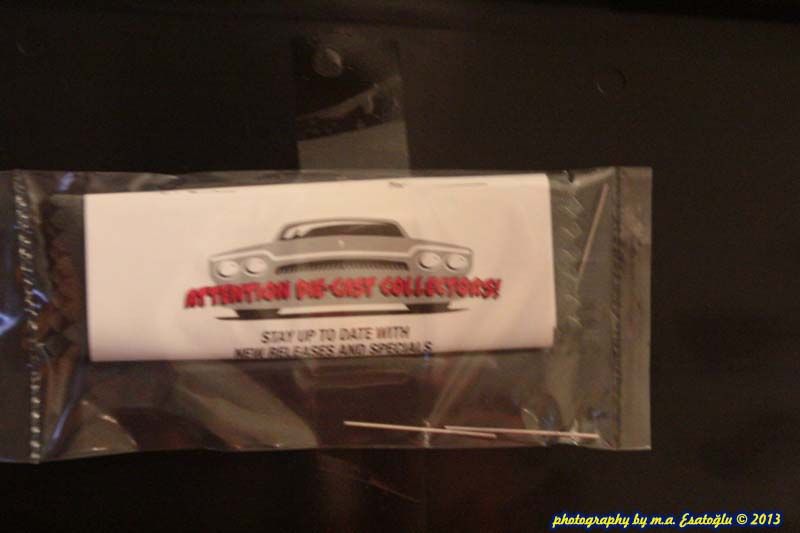 ATTENTION DIE-CAST COLLECTORS!
STAY UP TO DATE WITH
NEW RELEASES AND SPECIALS
photography by m.a. Esatoğlu © 2013